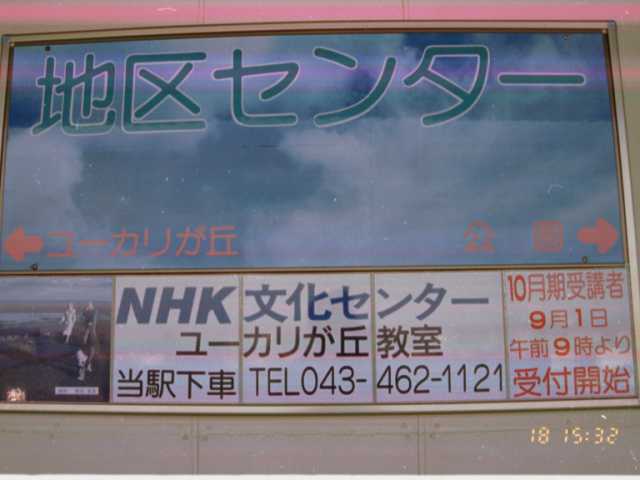 地区センター
ユーカリが丘
公園
NHK 文化センター
ユーカリが丘 教室
当駅下車 TEL043-462-1121
10月期受講者
9月1日
午前9時より
受付開始
18 15:32